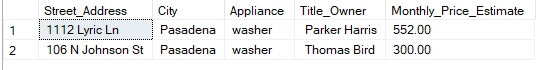 Street_Address City Appliance Title_Owner Monthly_Price_Estimate
1 1112 Lyric Ln Pasadena washer Parker Harris 552.00
2 106 N Johnson St Pasadena washer Thomas Bird 300.00